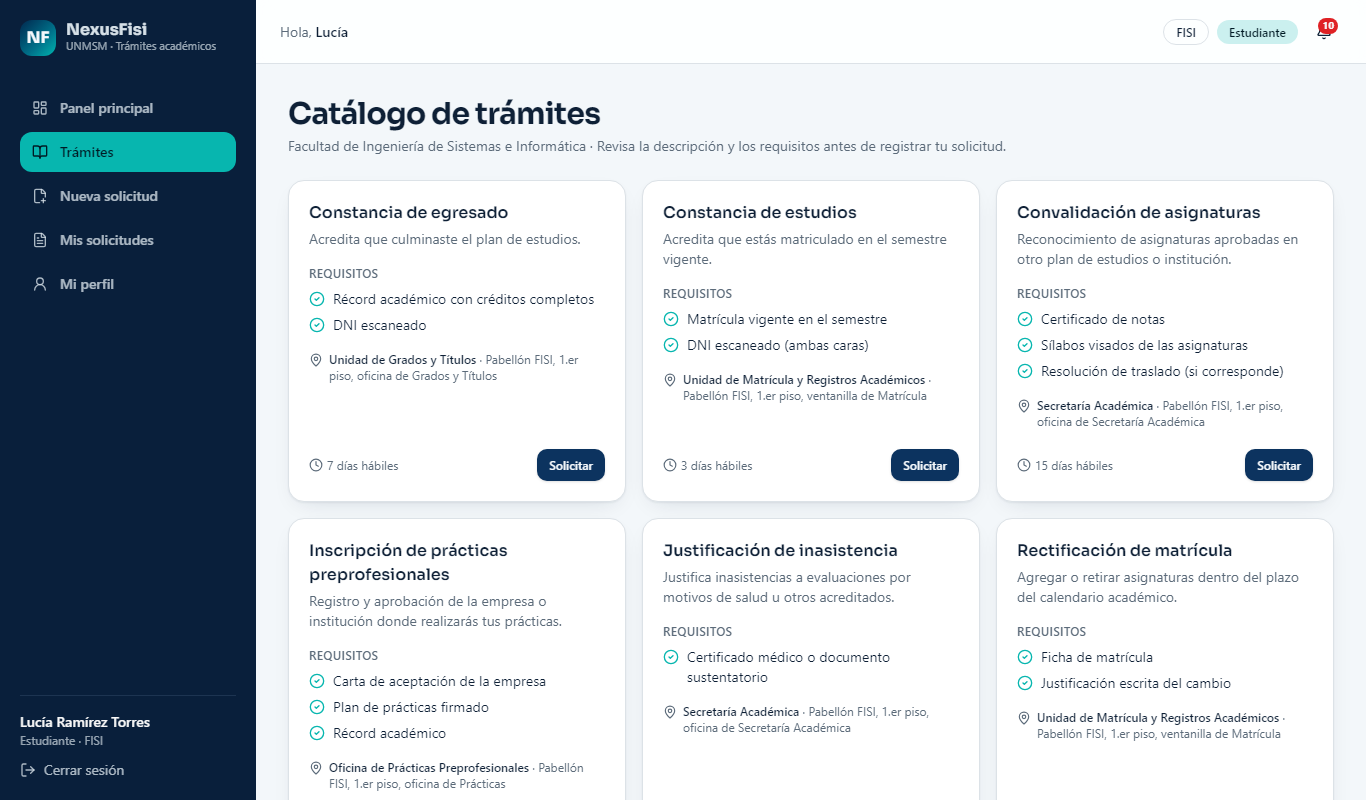 NF
NexusFisi
UNMSM · Trámites académicos
Panel principal
Trámites
Nueva solicitud
Mis solicitudes
Mi perfil
Lucía Ramírez Torres
Estudiante · FISI
Cerrar sesión
Hola, Lucía
FISI
Estudiante
10
Catálogo de trámites
Facultad de Ingeniería de Sistemas e Informática · Revisa la descripción y los requisitos antes de registrar tu solicitud.
Constancia de egresado
Acredita que culminaste el plan de estudios.
REQUISITOS
Récord académico con créditos completos
DNI escaneado
Unidad de Grados y Títulos · Pabellón FISI, 1.er
piso, oficina de Grados y Títulos
7 días hábiles
Solicitar
Constancia de estudios
Acredita que estás matriculado en el semestre
vigente.
REQUISITOS
Matrícula vigente en el semestre
DNI escaneado (ambas caras)
Unidad de Matrícula y Registros Académicos ·
Pabellón FISI, 1.er piso, ventanilla de Matrícula
3 días hábiles
Solicitar
Convalidación de asignaturas
Reconocimiento de asignaturas aprobadas en
otro plan de estudios o institución.
REQUISITOS
Certificado de notas
Sílabos visados de las asignaturas
Resolución de traslado (si corresponde)
Secretaría Académica · Pabellón FISI, 1.er piso,
oficina de Secretaría Académica
15 días hábiles
Solicitar
Inscripción de prácticas
preprofesionales
Registro y aprobación de la empresa o
institución donde realizarás tus prácticas.
REQUISITOS
Carta de aceptación de la empresa
Plan de prácticas firmado
Récord académico
Oficina de Prácticas Preprofesionales · Pabellón
FISI, 1.er piso, oficina de Prácticas
Justificación de inasistencia
Justifica inasistencias a evaluaciones por
motivos de salud u otros acreditados.
REQUISITOS
Certificado médico o documento
sustentatorio
Secretaría Académica · Pabellón FISI, 1.er piso,
oficina de Secretaría Académica
Rectificación de matrícula
Agregar o retirar asignaturas dentro del plazo
del calendario académico.
REQUISITOS
Ficha de matrícula
Justificación escrita del cambio
Unidad de Matrícula y Registros Académicos ·
Pabellón FISI, 1.er piso, ventanilla de Matrícula